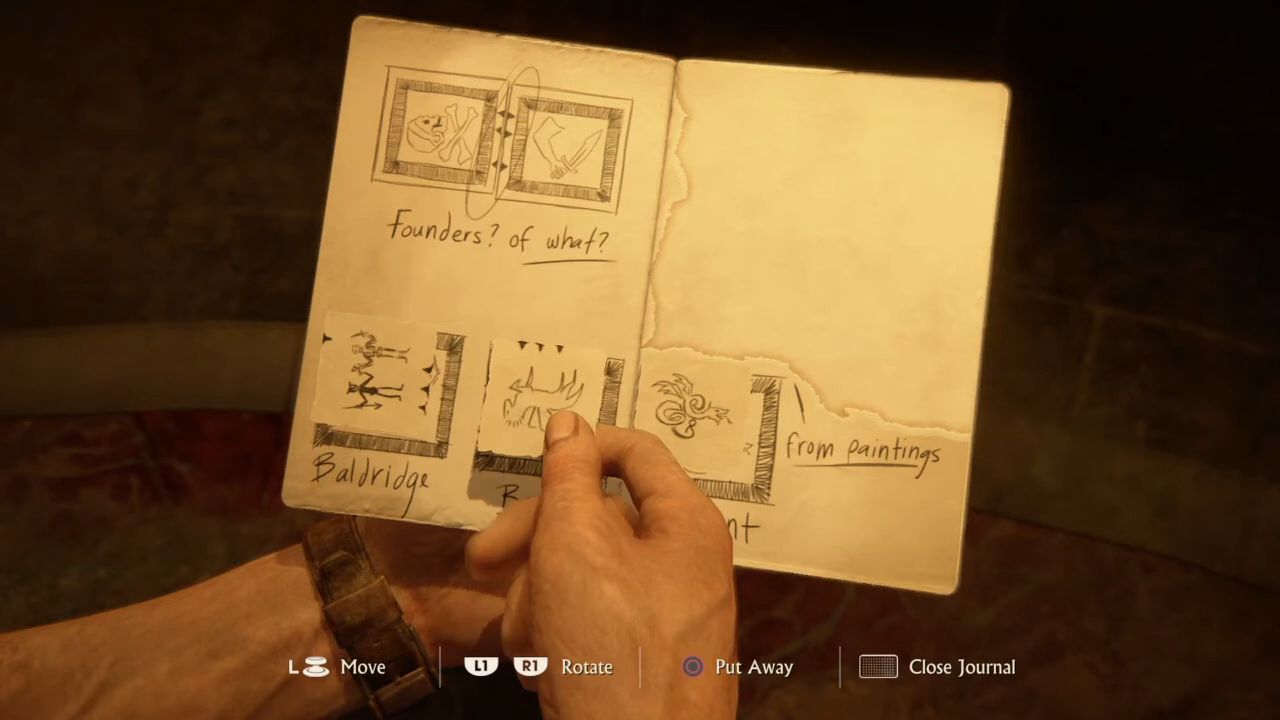 Founders? of what?
from paintings
Baldridge
L Move L1 R1 Rotate Put Away Close Journal